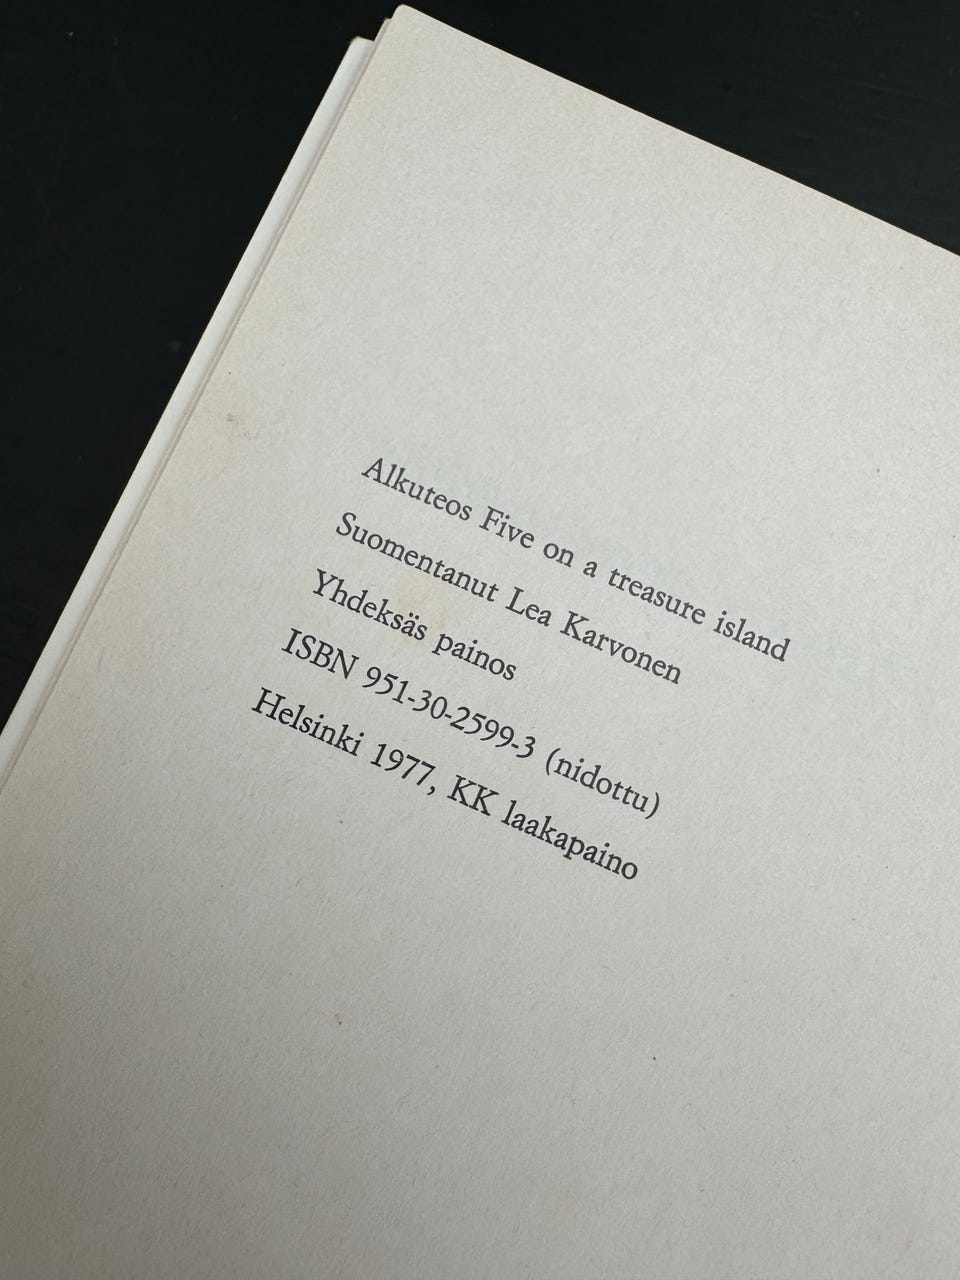 Alkuteos Five on a treasure island
Suomentanut Lea Karvonen
Yhdeksäs painos
ISBN 951-30-2599-3 (nidottu)
Helsinki 1977, KK laakapaino